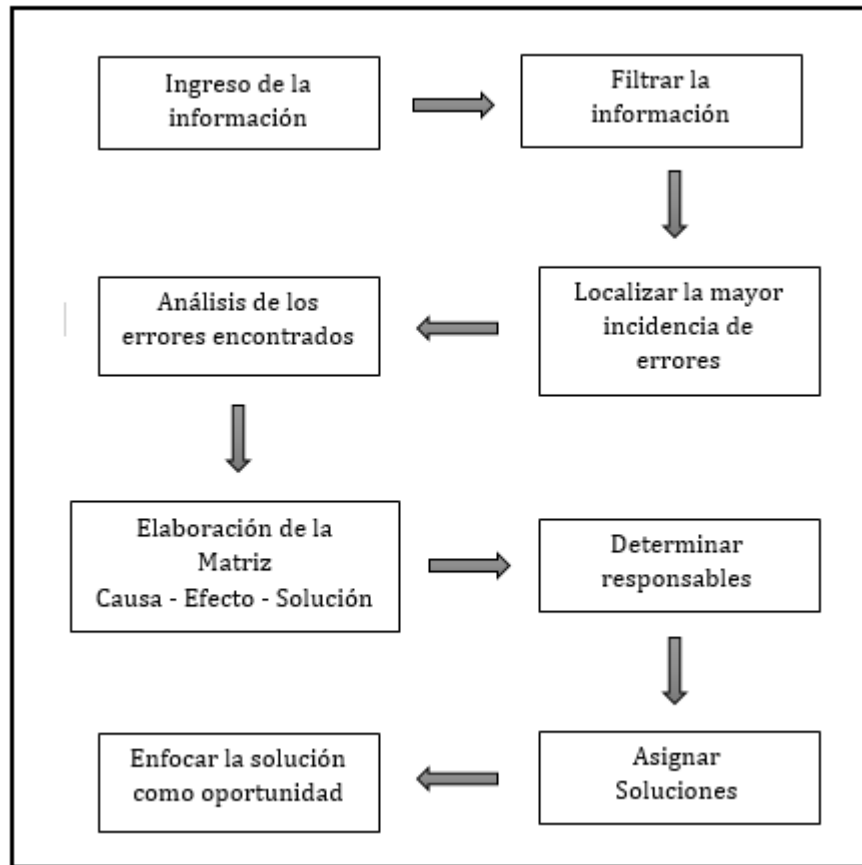 Ingreso de la
información
Filtrar la
información
Localizar la mayor
incidencia de
errores
Análisis de los
errores encontrados
Elaboración de la
Matriz
Causa - Efecto - Solución
Determinar
responsables
Asignar
Soluciones
Enfocar la solución
como oportunidad